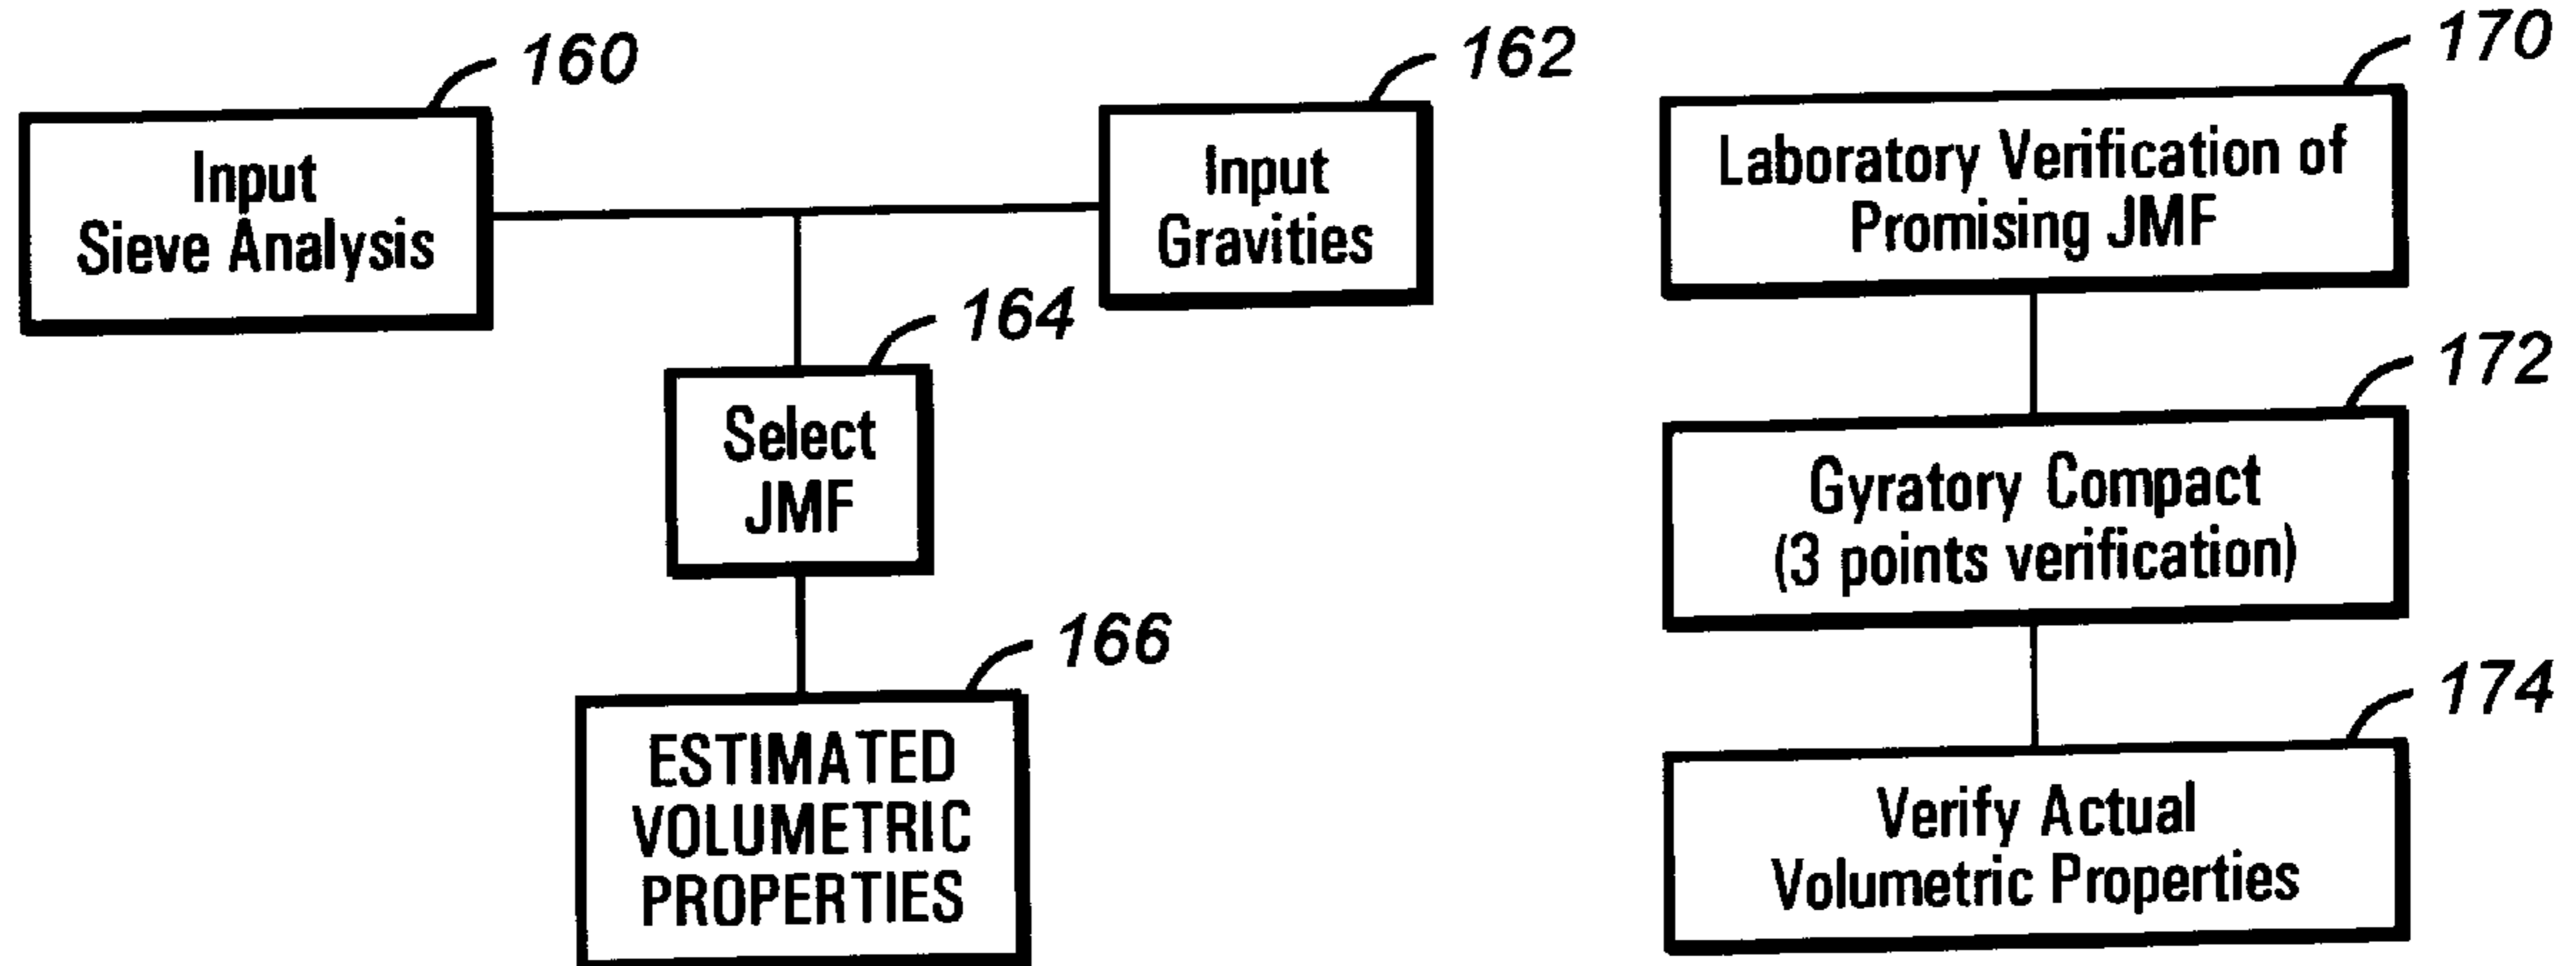 160
Input
Sieve Analysis
162
Input
Gravities
164
Select
JMF
166
ESTIMATED
VOLUMETRIC
PROPERTIES
170
Laboratory Verification of
Promising JMF
172
Gyratory Compact
(3 points verification)
174
Verify Actual
Volumetric Properties